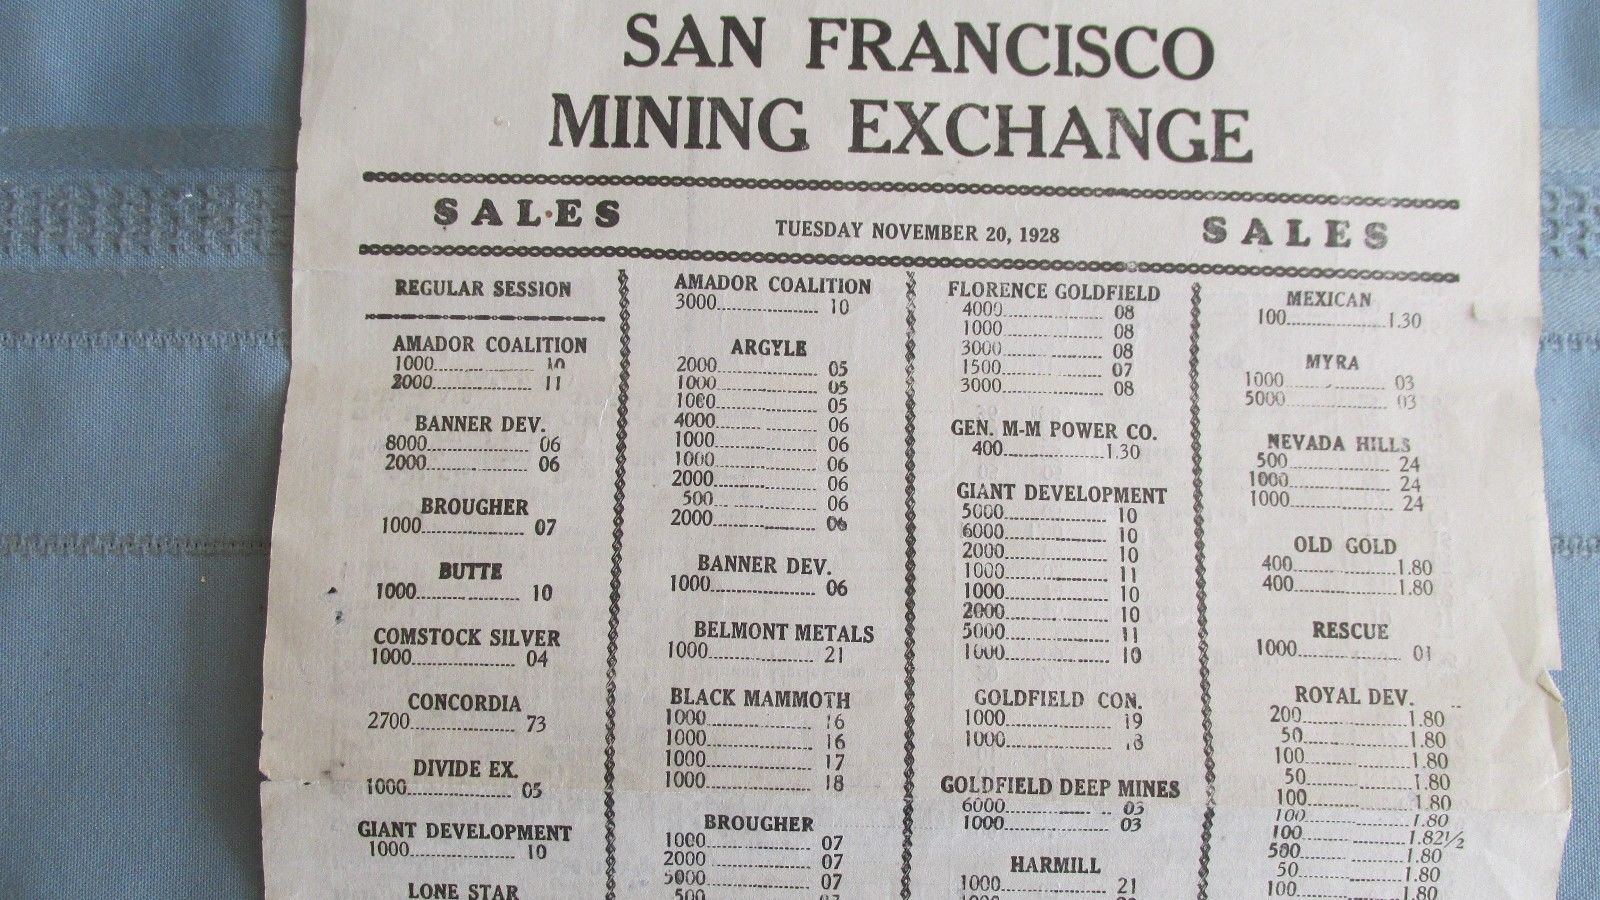 SAN FRANCISCO
MINING EXCHANGE
SALES
TUESDAY NOVEMBER 20, 1928
SALES
REGULAR SESSION
AMADOR COALITION
1000 10
2000 11
BANNER DEV.
8000 06
2000 06
BROUGHER
1000 07
BUTTE
1000 10
COMSTOCK SILVER
1000 04
CONCORDIA
2700 73
DIVIDE EX.
1000 05
GIANT DEVELOPMENT
1000 10
LONE STAR
AMADOR COALITION
3000 10
ARGYLE
2000 05
1000 05
1000 05
4000 06
1000 06
1000 06
2000 06
500 06
2000 06
BANNER DEV.
1000 06
BELMONT METALS
1000 21
BLACK MAMMOTH
1000 16
1000 16
1000 17
1000 18
BROUGHER
1000 07
2000 07
5000 07
500 07
FLORENCE GOLDFIELD
4000 08
1000 08
3000 08
1500 07
3000 08
GEN. M-M POWER CO.
400 1.30
GIANT DEVELOPMENT
5000 10
6000 10
2000 10
1000 11
1000 10
2000 10
5000 11
1000 10
GOLDFIELD CON.
1000 19
1000 18
GOLDFIELD DEEP MINES
6000 03
1000 03
HARMILL
1000 21
MEXICAN
100 1.30
MYRA
1000 03
5000 03
NEVADA HILLS
500 24
1000 24
1000 24
OLD GOLD
400 1.80
400 1.80
RESCUE
1000 01
ROYAL DEV.
200 1.80
50 1.80
100 1.80
50 1.80
100 1.80
100 1.80
100 1.82½
500 1.80
50 1.80
100 1.80